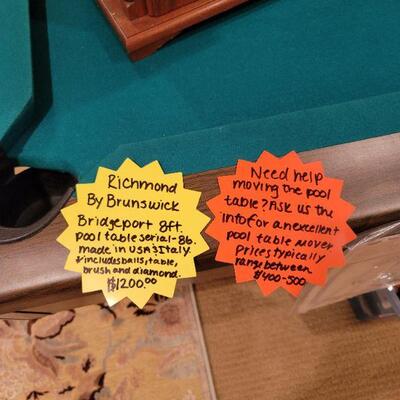 Richmond
By Brunswick
Bridgeport 8ft.
pool table serial-86.
made in USA & Italy
*includes balls, table,
brush and diamond.
$1200.00
Need help
moving the pool
table? Ask us the
info for an excellent
pool table mover
Prices typically
range between
$400-500